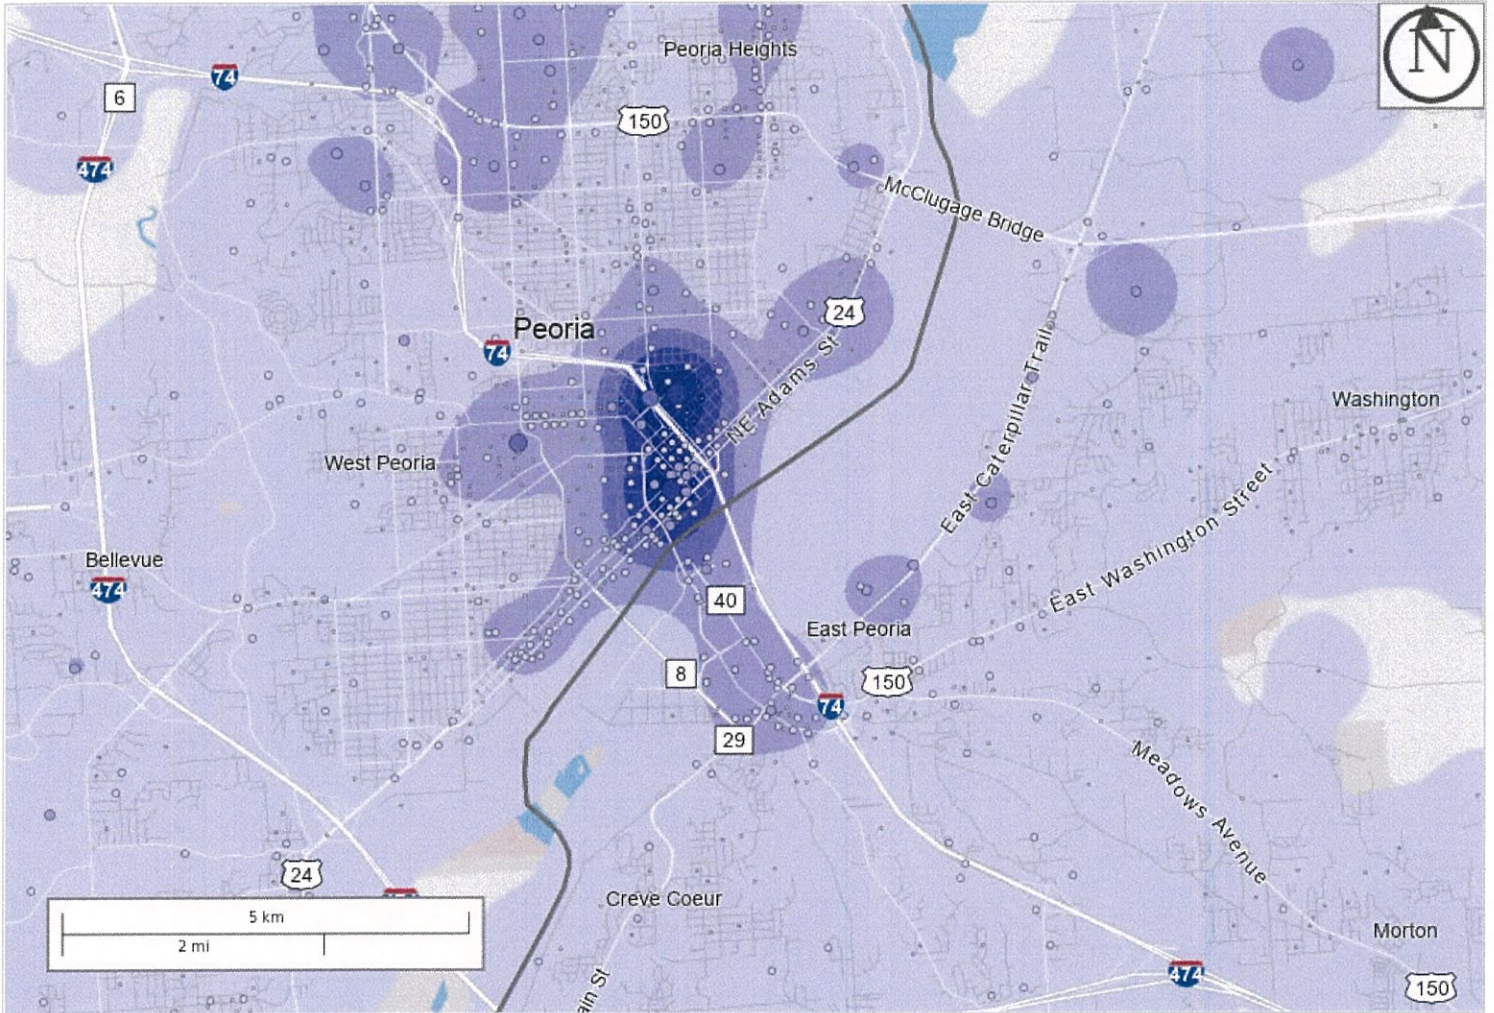 Peoria Heights
N
74
6
150
474
McClugage Bridge
24
Peoria
74
NE Adams St
Washington
West Peoria
East Caterpillar Trail
East Washington Street
Bellevue
474
40
East Peoria
8
150
74
29
Meadows Avenue
24
Creve Coeur
5 km
2 mi
Morton
474
150
ain St